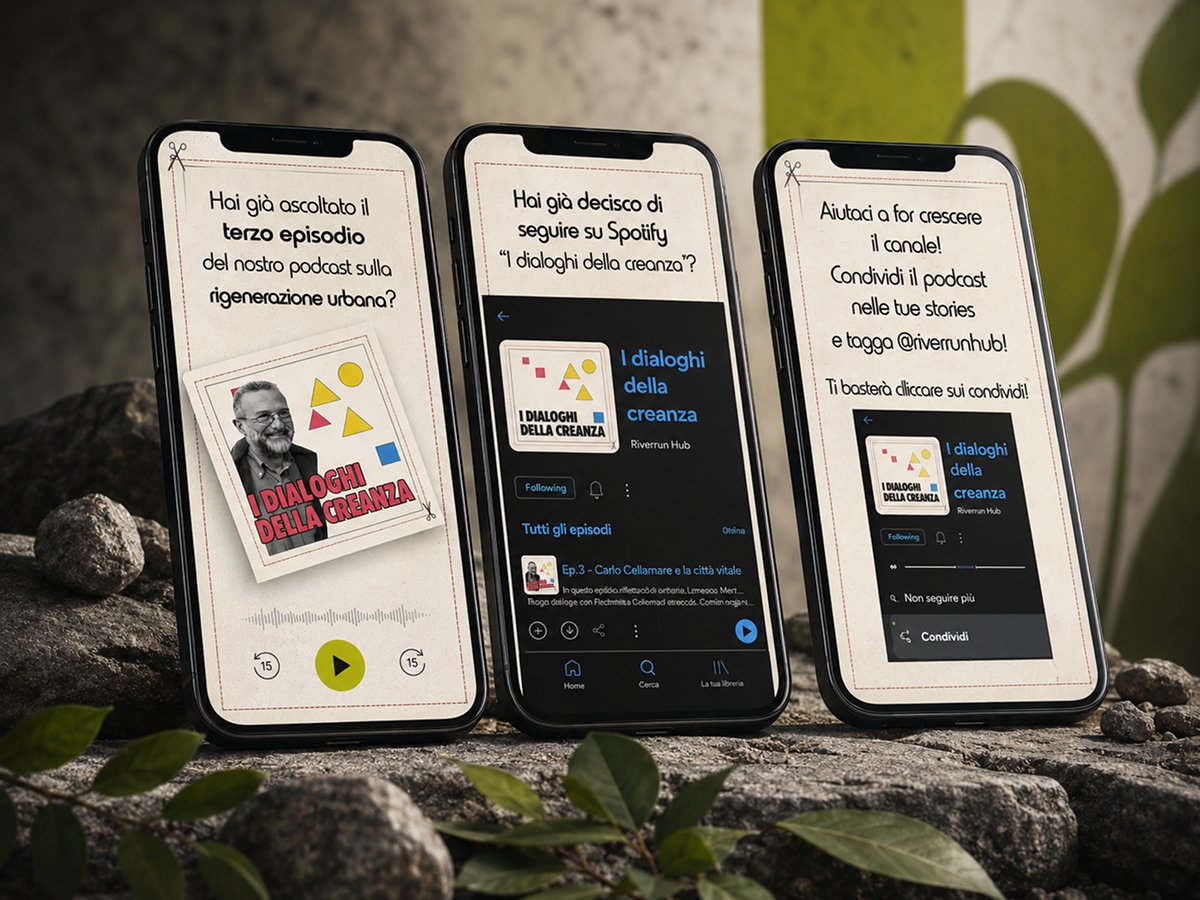 Hai già ascoltato il
terzo episodio
del nostro podcast sulla
rigenerazione urbana?
I DIALOGHI
DELLA CREANZA
15
15
Hai già decisco di
seguire su Spotify
“I dialoghi della creanza”?
I DIALOGHI
DELLA CREANZA
I dialoghi
della
creanza
Riverrun Hub
Following
Tutti gli episodi
Ep.3 - Carlo Cellamare e la città vitale
In questo
Home
Cerca
La tua libreria
Aiutaci a for crescere
il canale!
Condividi il podcast
nelle tue stories
e tagga @riverrunhub!
Ti basterà dliccare sui condividi!
I DIALOGHI
DELLA CREANZA
I dialoghi
della
creanza
Riverrun Hub
Following
Non seguire più
Condividi